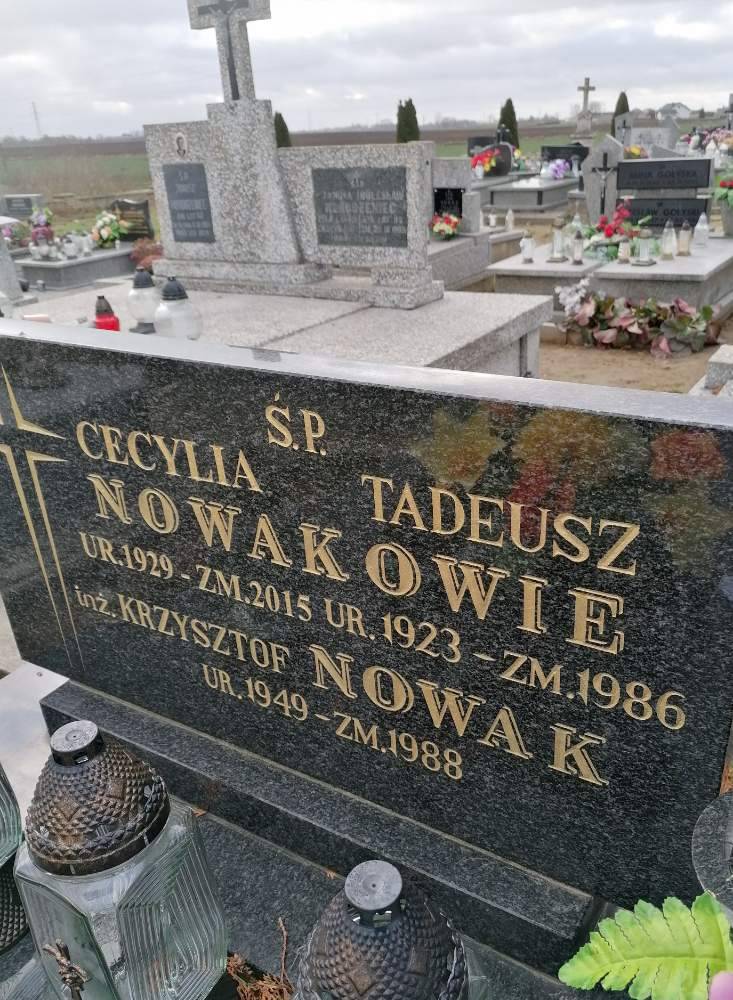 Ś.P.
CECYLIA TADEUSZ
NOWAKOWIE
UR.1929 - ZM.2015 UR.1923 - ZM.1986
inż. KRZYSZTOF NOWAK
UR.1949 - ZM.1988